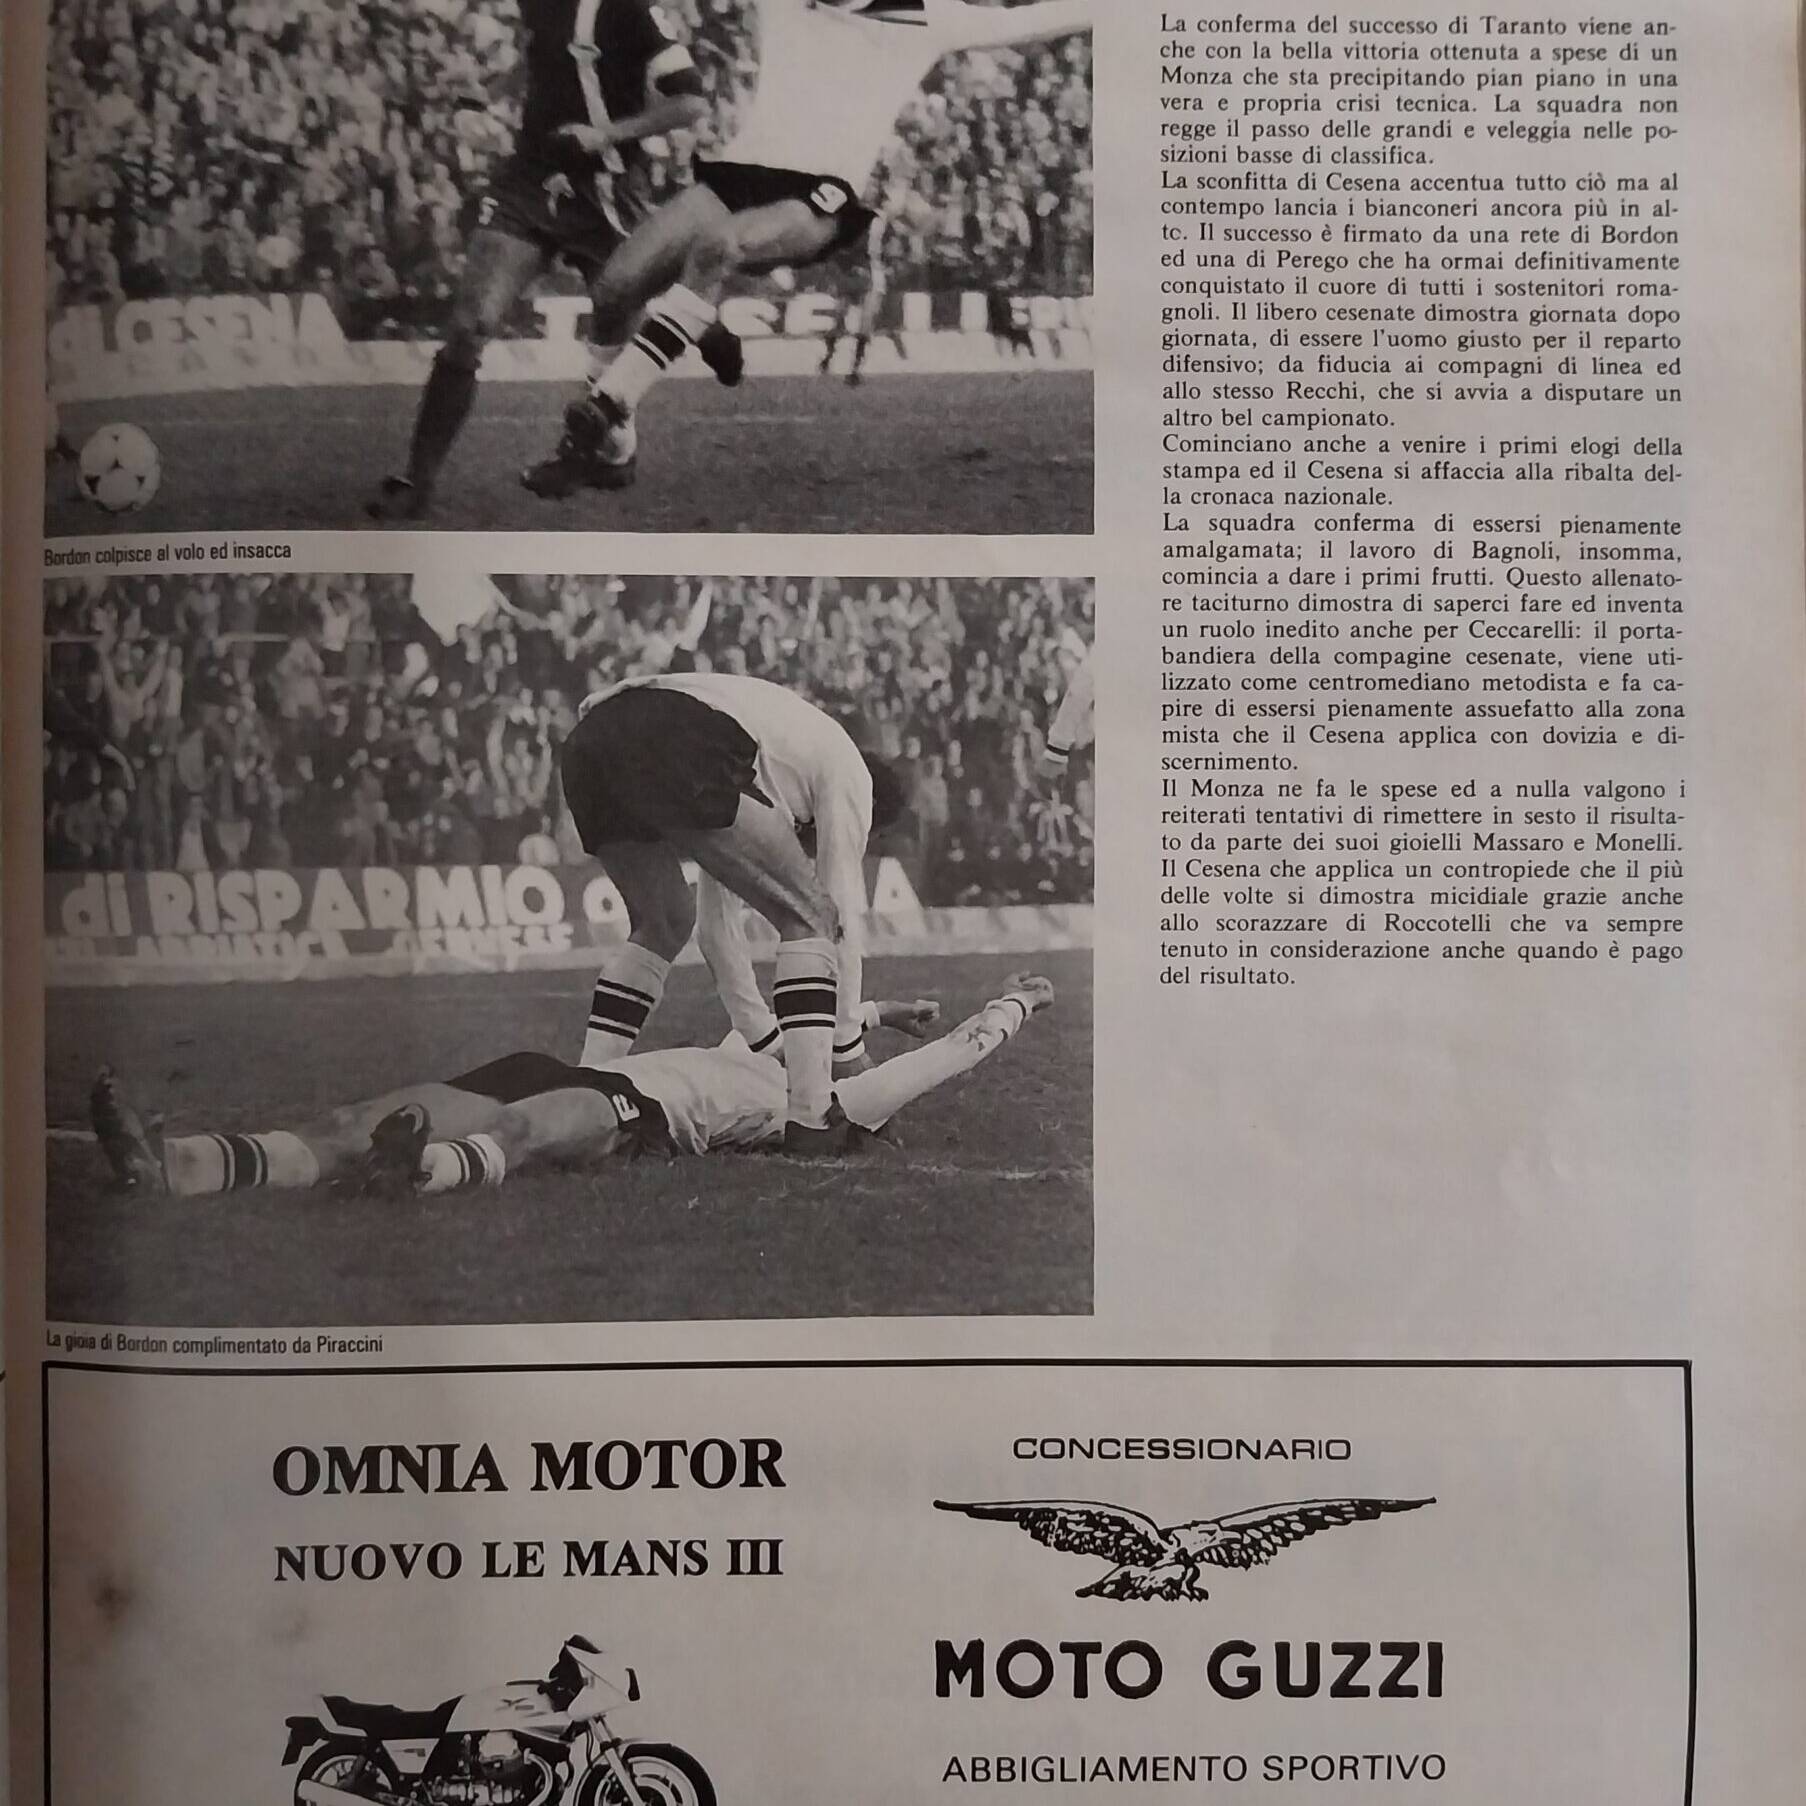 di CESENA
Bordon colpisce al volo ed insacca
di RISPARMIO
La gioia di Bordon complimentato da Piraccini
La conferma del successo di Taranto viene an-
che con la bella vittoria ottenuta a spese di un
Monza che sta precipitando pian piano in una
vera e propria crisi tecnica. La squadra non
regge il passo delle grandi e veleggia nelle po-
sizioni basse di classifica.
La sconfitta di Cesena accentua tutto ciò ma al
contempo lancia i bianconeri ancora più in al-
tc. Il successo è firmato da una rete di Bordon
ed una di Perego che ha ormai definitivamente
conquistato il cuore di tutti i sostenitori roma-
gnoli. Il libero cesenate dimostra giornata dopo
giornata, di essere l'uomo giusto per il reparto
difensivo; da fiducia ai compagni di linea ed
allo stesso Recchi, che si avvia a disputare un
altro bel campionato.
Cominciano anche a venire i primi elogi della
stampa ed il Cesena si affaccia alla ribalta del-
la cronaca nazionale.
La squadra conferma di essersi pienamente
amalgamata; il lavoro di Bagnoli, insomma,
comincia a dare i primi frutti. Questo allenato-
re taciturno dimostra di saperci fare ed inventa
un ruolo inedito anche per Ceccarelli: il porta-
bandiera della compagine cesenate, viene uti-
lizzato come centromediano metodista e fa ca-
pire di essersi pienamente assuefatto alla zona
mista che il Cesena applica con dovizia e di-
scernimento.
Il Monza ne fa le spese ed a nulla valgono i
reiterati tentativi di rimettere in sesto il risulta-
to da parte dei suoi gioielli Massaro e Monelli.
Il Cesena che applica un contropiede che il più
delle volte si dimostra micidiale grazie anche
allo scorazzare di Roccotelli che va sempre
tenuto in considerazione anche quando è pago
del risultato.
OMNIA MOTOR
NUOVO LE MANS III
CONCESSIONARIO
MOTO GUZZI
ABBIGLIAMENTO SPORTIVO